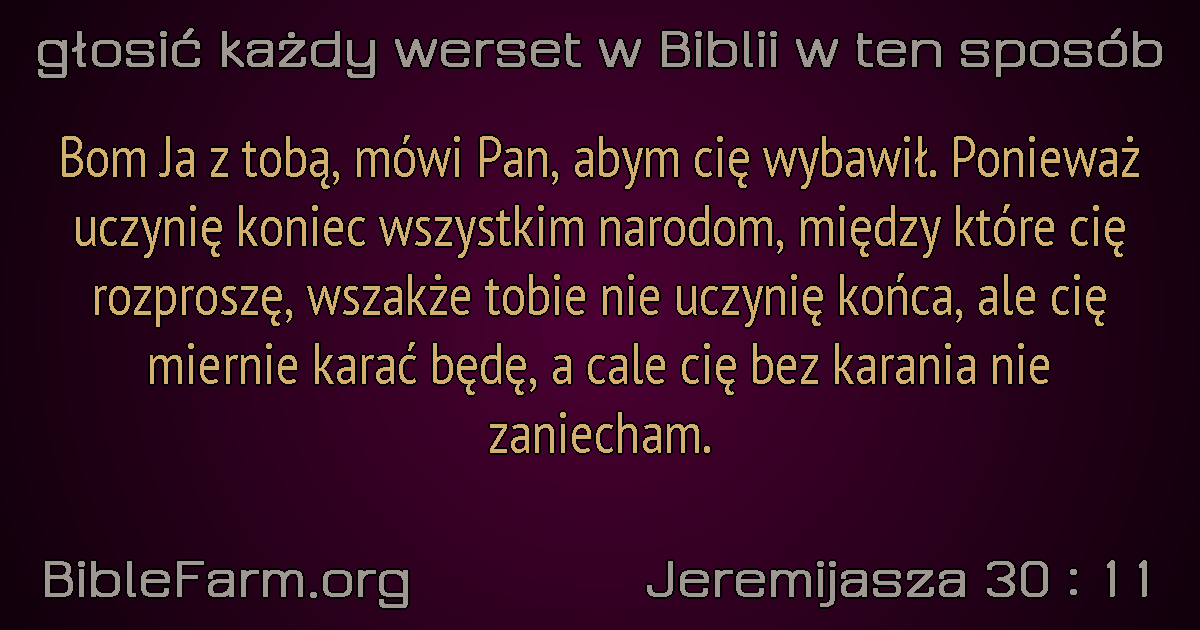 głosić każdy werset w Biblii w ten sposób
Bom Ja z tobą, mówi Pan, abym cię wybawił. Ponieważ
uczynię koniec wszystkim narodom, między które cię
rozproszę, wszakże tobie nie uczynię końca, ale cię
miernie karać będę, a cale cię bez karania nie
zaniecham.
BibleFarm.org
Jeremijasza 30 : 11